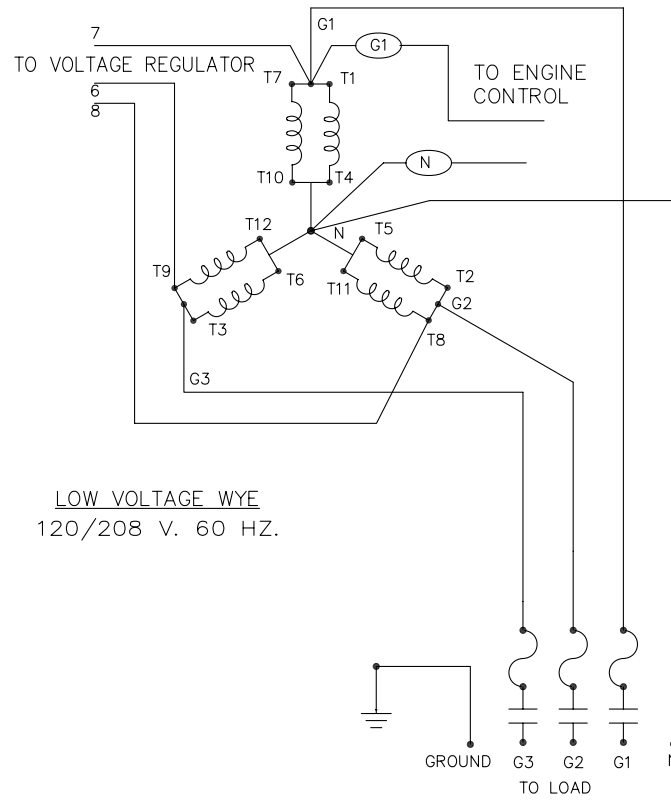 G1
7
G1
TO VOLTAGE REGULATOR
TO ENGINE
CONTROL
T7
T1
6
8
T10
T4
N
T12
N
T5
T9
T6
T11
T2
G2
T3
T8
G3
LOW VOLTAGE WYE
120/208 V. 60 HZ.
GROUND
G3
G2
G1
TO LOAD